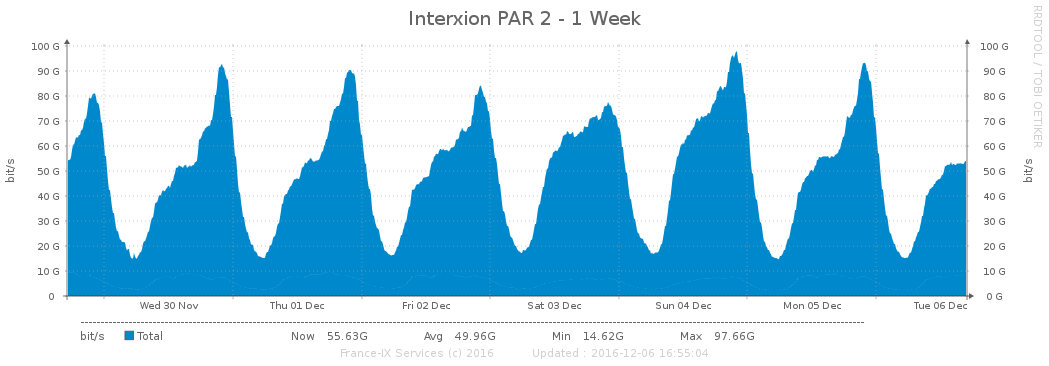 Interxion PAR 2 - 1 Week
RRDTOOL / TOBI OETIKER
100 G 100 G
90 G 90 G
80 G 80 G
70 G 70 G
60 G 60 G
50 G 50 G
40 G 40 G
30 G 30 G
20 G 20 G
10 G 10 G
0 0 G
bit/s bit/s
Wed 30 Nov Thu 01 Dec Fri 02 Dec Sat 03 Dec Sun 04 Dec Mon 05 Dec Tue 06 Dec
bit/s Total Now 55.63G Avg 49.96G Min 14.62G Max 97.66G
France-IX Services (c) 2016 Updated : 2016-12-06 16:55:04